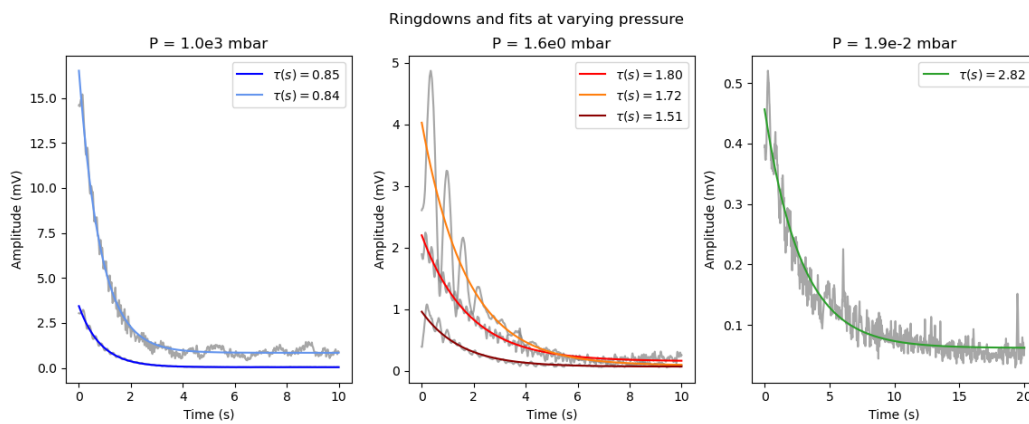 Ringdowns and fits at varying pressure
P = 1.0e3 mbar
17.5
15.0
12.5
10.0
7.5
5.0
2.5
0.0
Amplitude (mV)
0 2 4 6 8 10
Time (s)
τ(s) = 0.85
τ(s) = 0.84
P = 1.6e0 mbar
5
4
3
2
1
0
Amplitude (mV)
0 2 4 6 8 10
Time (s)
τ(s) = 1.80
τ(s) = 1.72
τ(s) = 1.51
P = 1.9e-2 mbar
0.5
0.4
0.3
0.2
0.1
Amplitude (mV)
0 5 10 15 20
Time (s)
τ(s) = 2.82